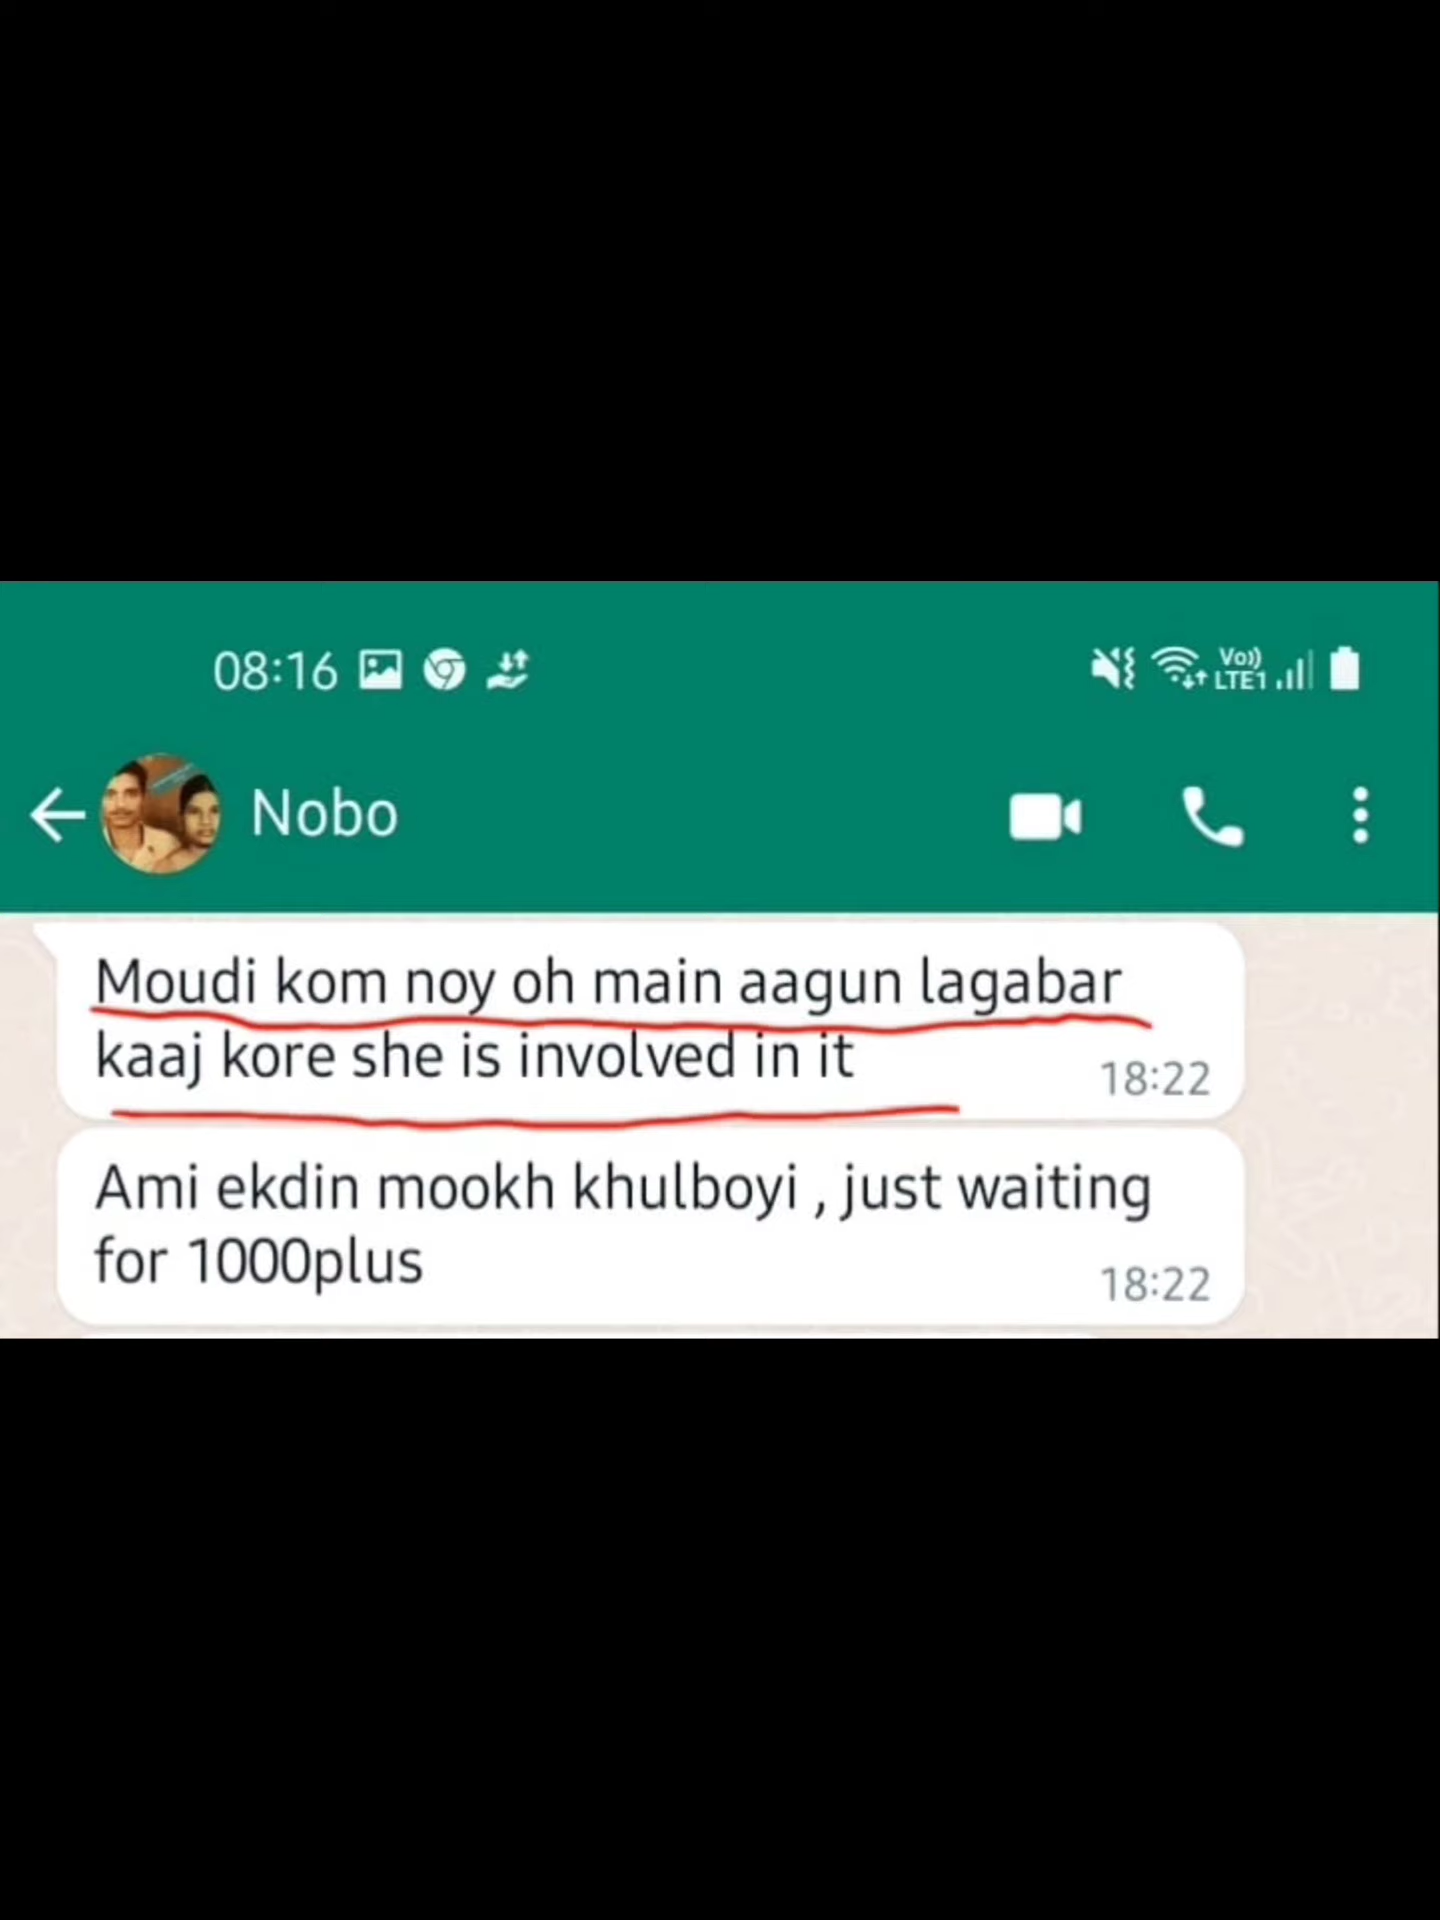 08:16 Vo)) LTE1
Nobo
Moudi kom noy oh main aagun lagabar
kaaj kore she is involved in it
18:22
Ami ekdin mookh khulboyi , just waiting
for 1000plus
18:22